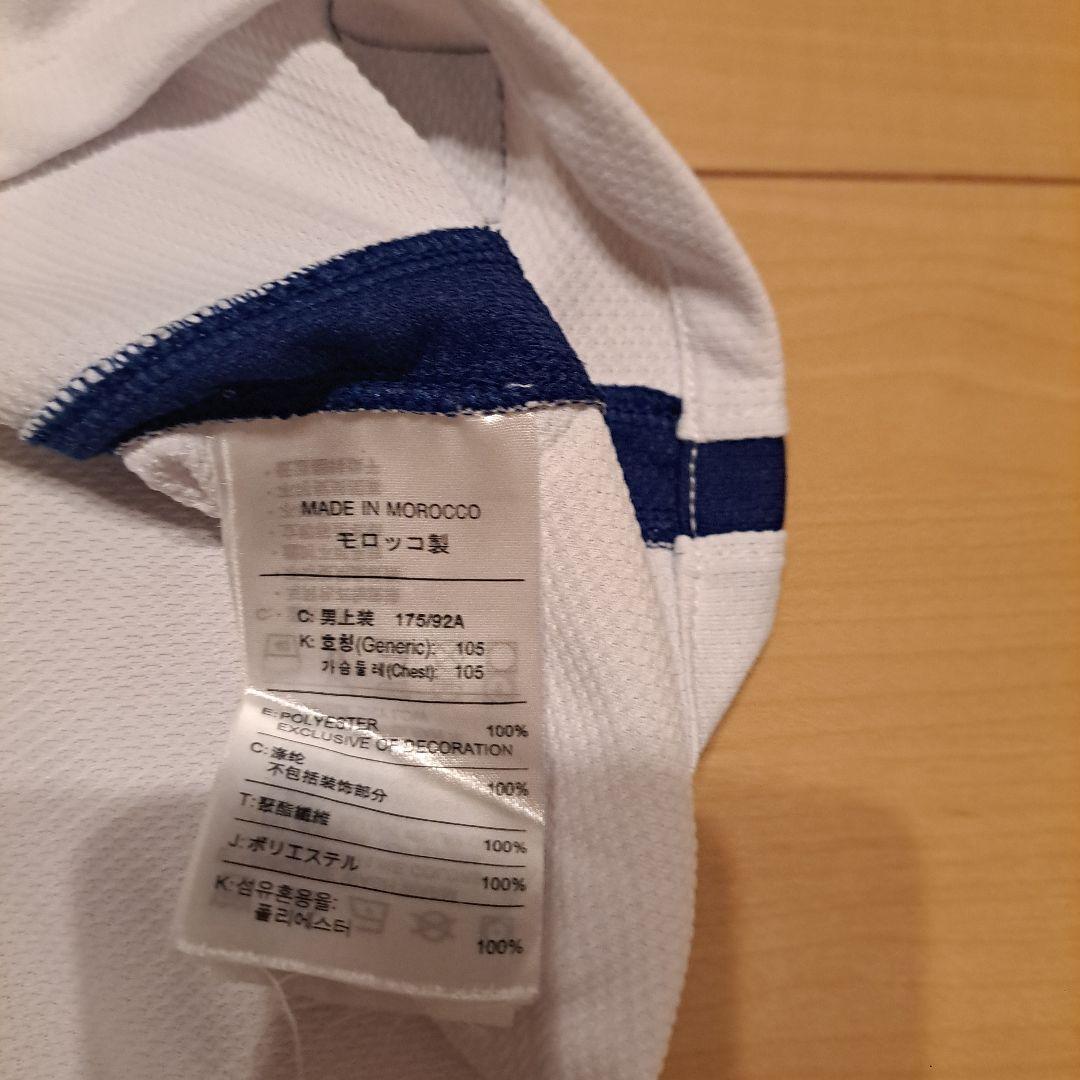 MADE IN MOROCCO
モロッコ製
C: 男上装 175/92A
K: 호칭(Generic): 105
가슴둘레(Chest): 105
E: POLYESTER 100%
EXCLUSIVE OF DECORATION
C: 涤纶 100%
不包括装饰部分
T: 聚酯纖維 100%
J: ポリエステル 100%
K: 섬유혼용율:
폴리에스터 100%